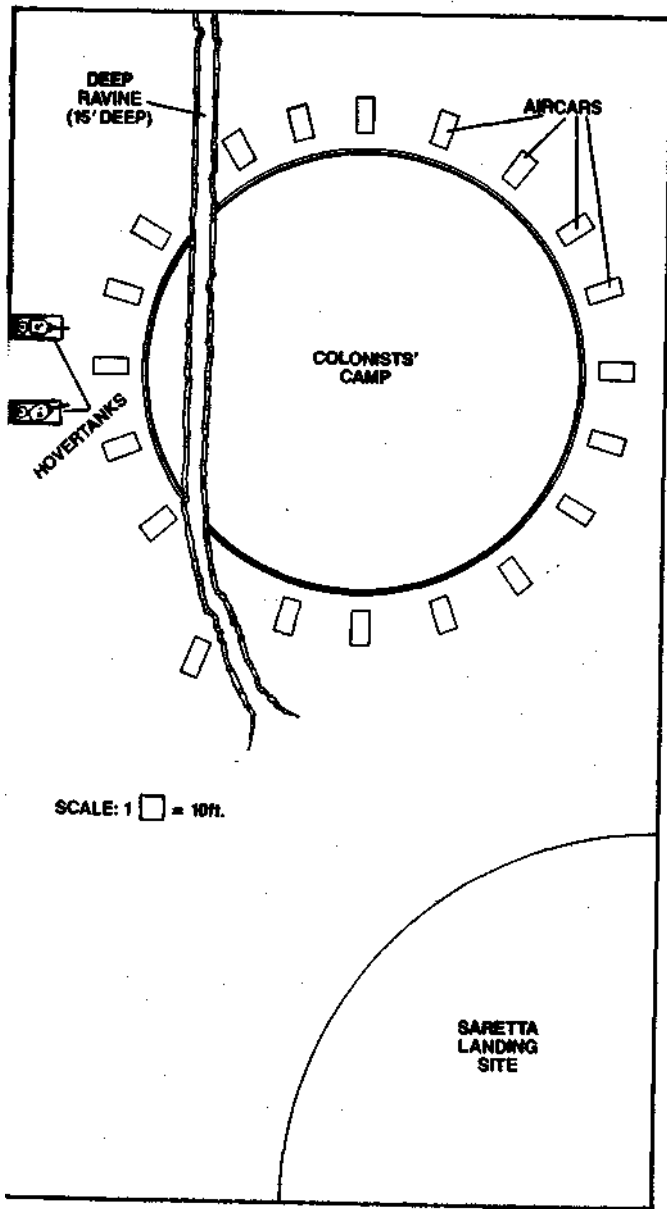 DEEP
RAVINE
(15' DEEP)
AIRCARS
COLONISTS'
CAMP
HOVERTANKS
SCALE: 1 = 10ft.
SARETTA
LANDING
SITE